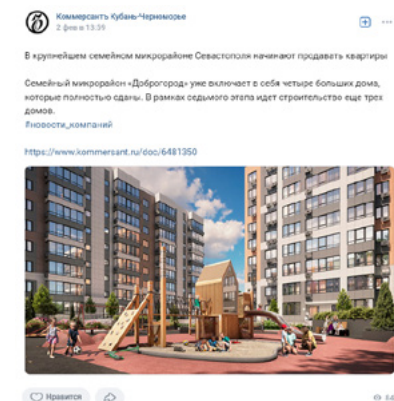 Коммерсантъ Кубань-Черноморье
2 фев в 13:39
В крупнейшем семейном микрорайоне Севастополя начинают продавать квартиры
Семейный микрорайон «Доброгород» уже включает в себя четыре больших дома,
которые полностью сданы. В рамках седьмого этапа идет строительство еще трех
домов.
#новости_компаний
https://www.kommersant.ru/doc/6481350
Нравится
84